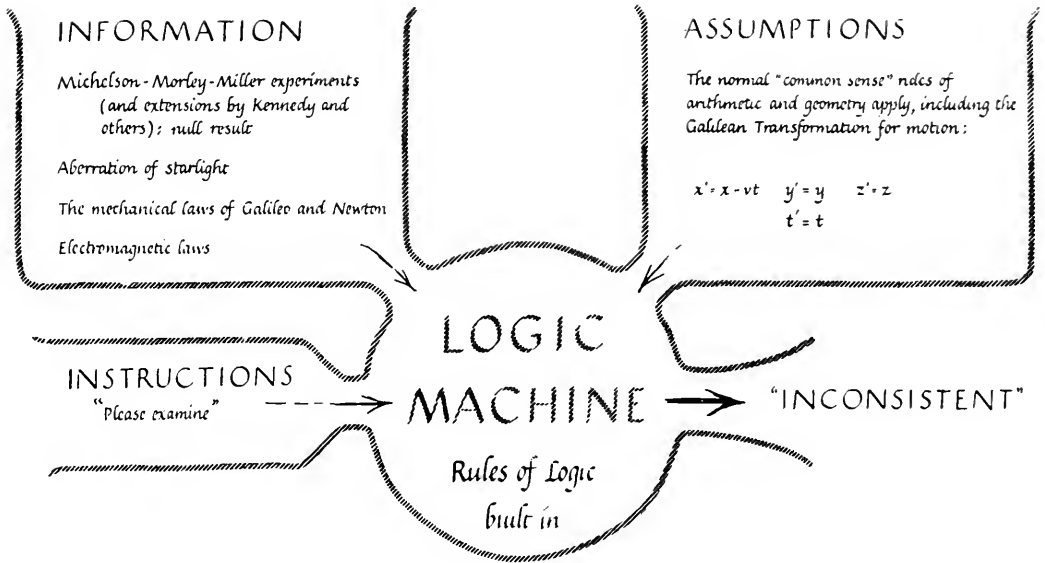 INFORMATION
Michelson-Morley-Miller experiments
(and extensions by Kennedy and
others); null result
Aberration of starlight
The mechanical laws of Galileo and Newton
Electromagnetic laws
ASSUMPTIONS
The normal "common sense" rules of
arithmetic and geometry apply, including the
Galilean Transformation for motion:
x' = x - vt y' = y z' = z
t' = t
INSTRUCTIONS
"Please examine"
LOGIC
MACHINE
Rules of Logic
built in
"INCONSISTENT"